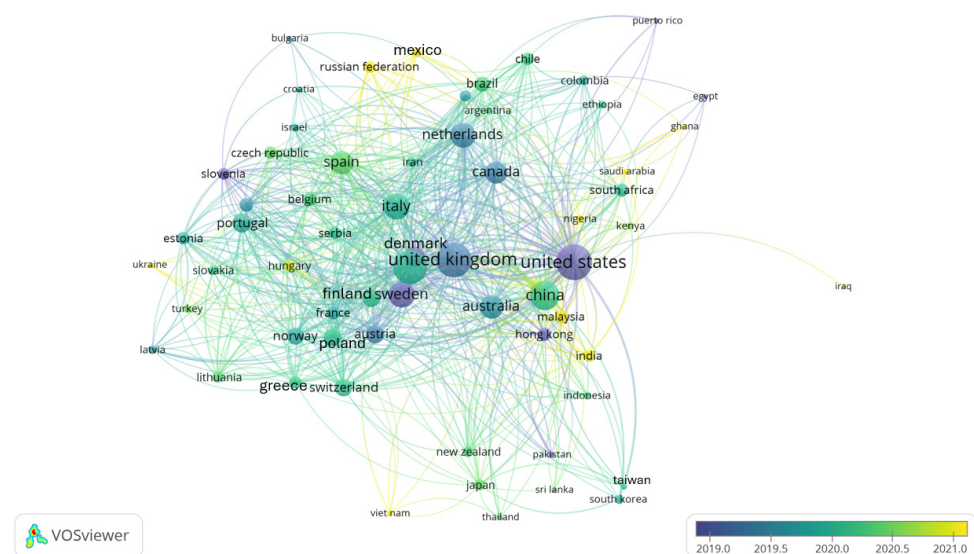 puerto rico
bulgaria
mexico
russian federation
chile
brazil
colombia
croatia
egypt
argentina
ethiopia
israel
netherlands
ghana
czech republic
spain
iran
canada
saudi arabia
slovenia
south africa
belgium
italy
portugal
nigeria
kenya
serbia
estonia
denmark
united kingdom
united states
ukraine
slovakia
hungary
iraq
finland
sweden
china
turkey
france
australia
malaysia
norway
poland
austria
hong kong
latvia
india
lithuania
greece
switzerland
indonesia
new zealand
pakistan
japan
sri lanka
taiwan
south korea
viet nam
thailand
VOSviewer
2019.0 2019.5 2020.0 2020.5 2021.0